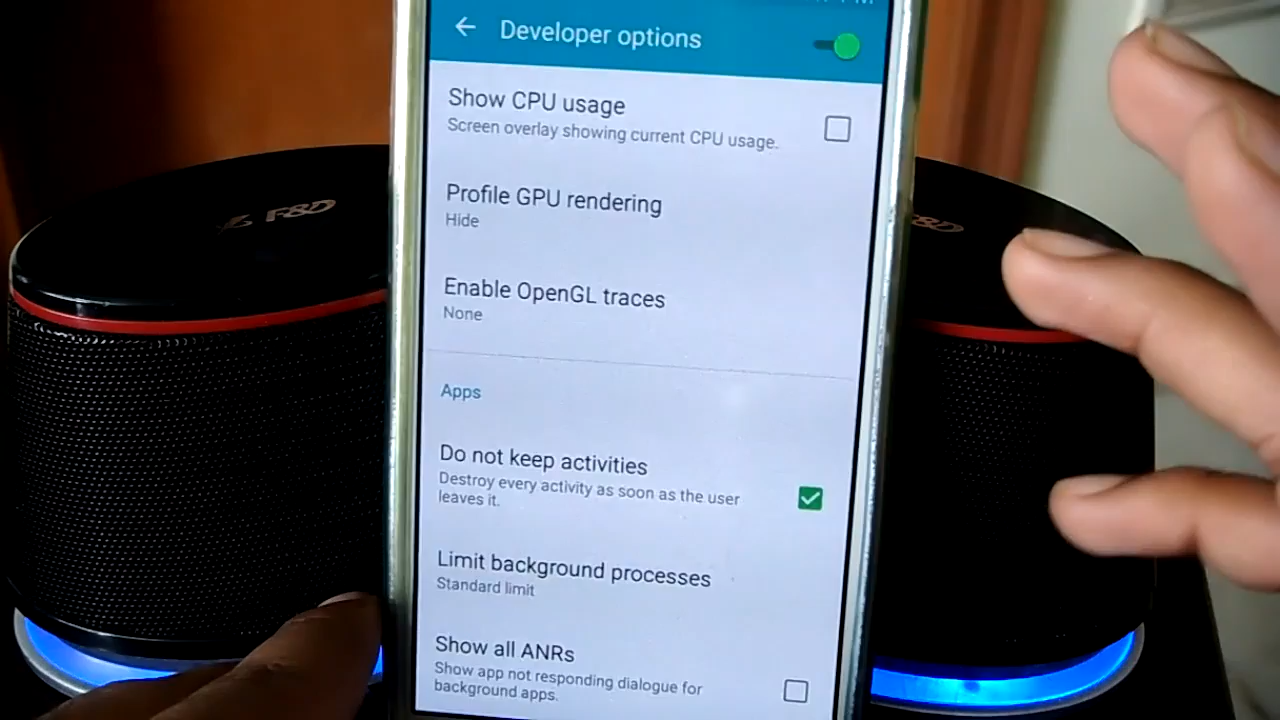 Developer options
Show CPU usage
Screen overlay showing current CPU usage.
Profile GPU rendering
Hide
Enable OpenGL traces
None
Apps
Do not keep activities
Destroy every activity as soon as the user
leaves it.
Limit background processes
Standard limit
Show all ANRs
Show app not responding dialogue for
background apps.
F&D
F&D